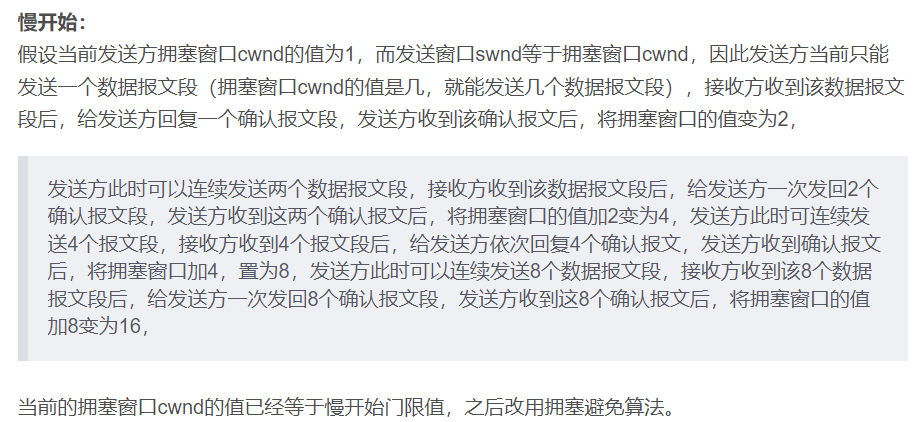 慢开始：
假设当前发送方拥塞窗口cwnd的值为1，而发送窗口swnd等于拥塞窗口cwnd，因此发送方当前只能
发送一个数据报文段（拥塞窗口cwnd的值是几，就能发送几个数据报文段），接收方收到该数据报文
段后，给发送方回复一个确认报文段，发送方收到该确认报文后，将拥塞窗口的值变为2，
发送方此时可以连续发送两个数据报文段，接收方收到该数据报文段后，给发送方一次发回2个
确认报文段，发送方收到这两个确认报文后，将拥塞窗口的值加2变为4，发送方此时可连续发
送4个报文段，接收方收到4个报文段后，给发送方依次回复4个确认报文，发送方收到确认报文
后，将拥塞窗口加4，置为8，发送方此时可以连续发送8个数据报文段，接收方收到该8个数据
报文段后，给发送方一次发回8个确认报文段，发送方收到这8个确认报文后，将拥塞窗口的值
加8变为16，
当前的拥塞窗口cwnd的值已经等于慢开始门限值，之后改用拥塞避免算法。